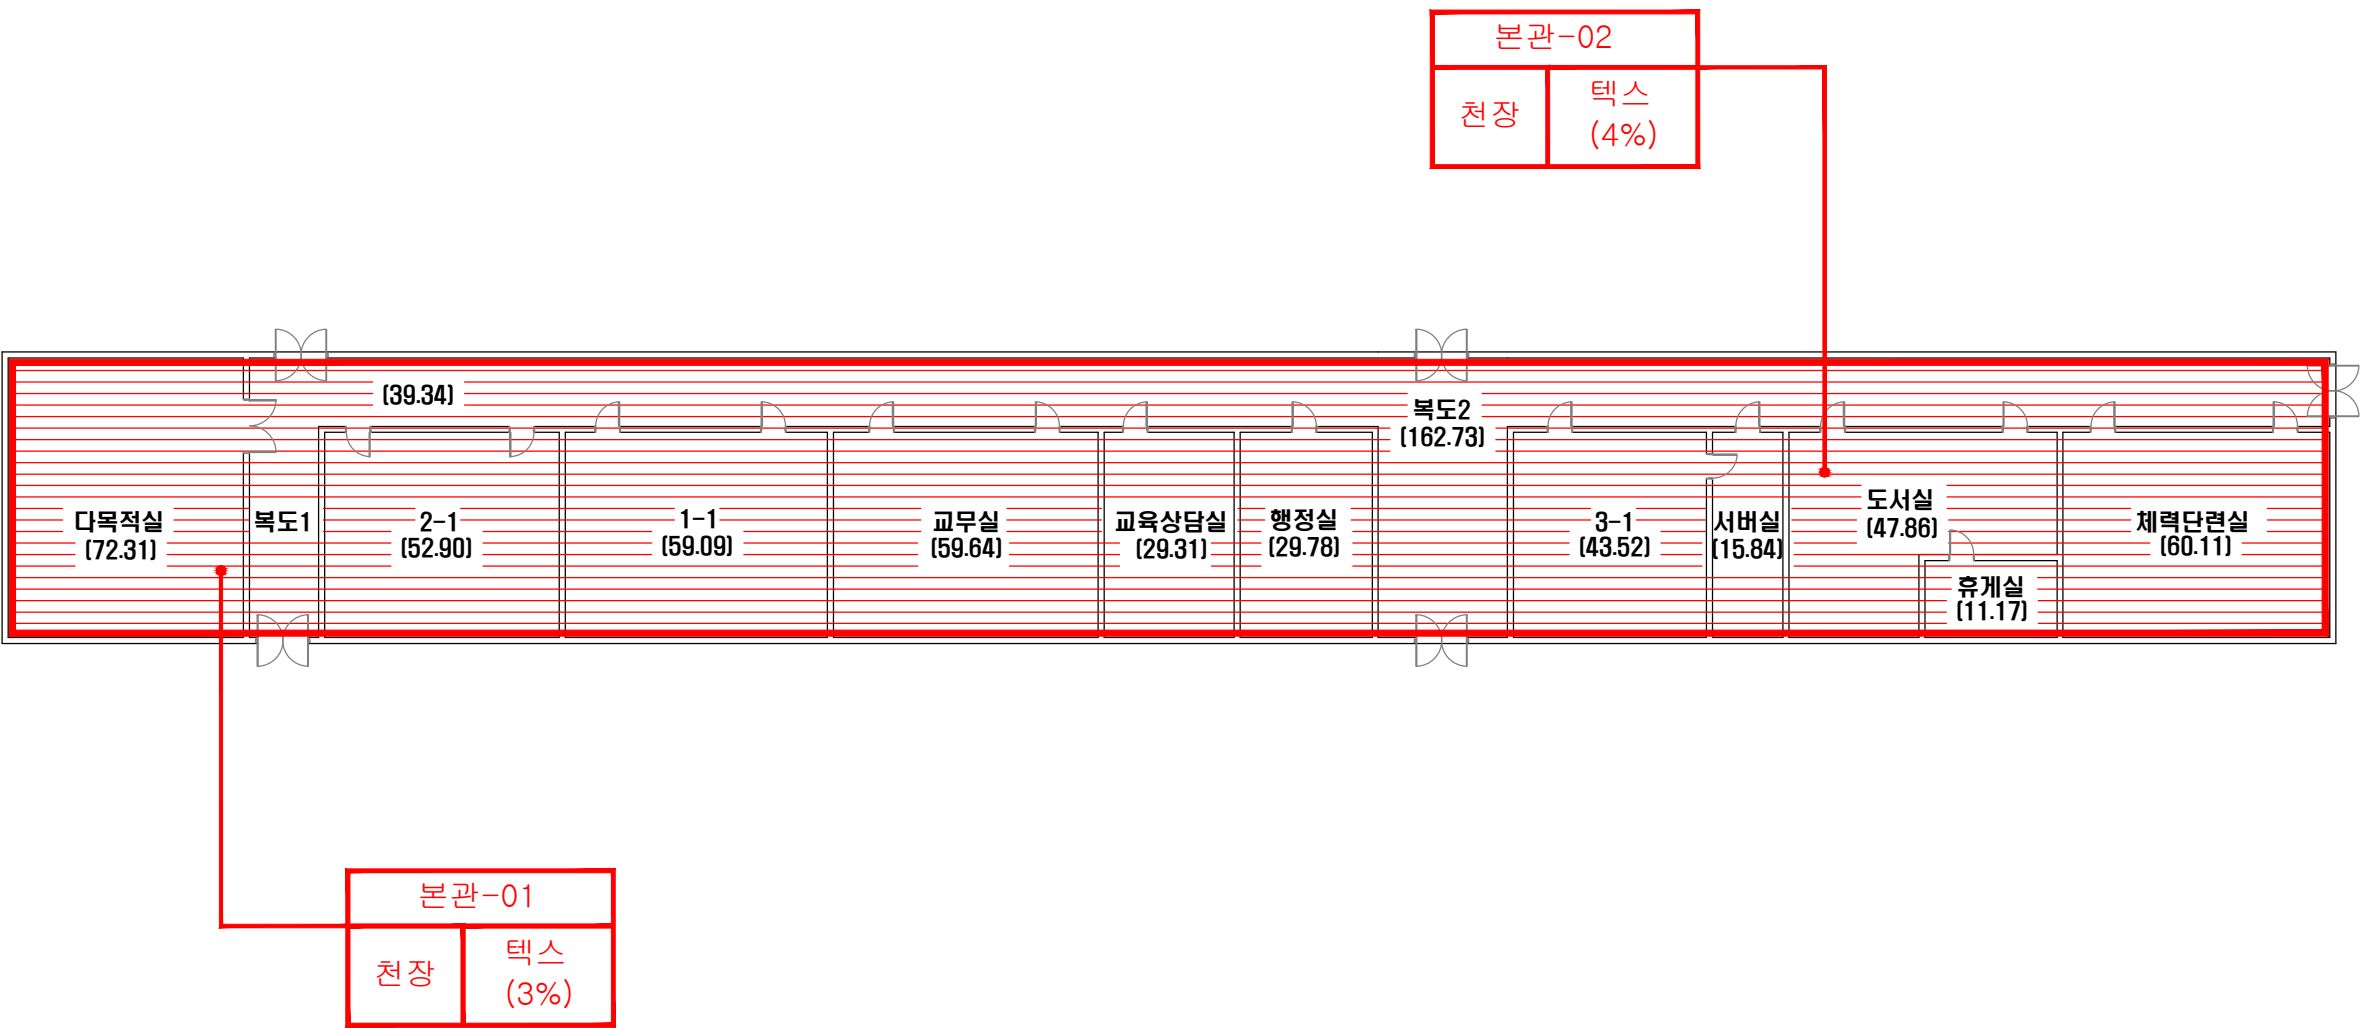 본관-02
천장
텍스
(4%)
(39.34)
복도2
(162.73)
다목적실
(72.31)
복도1
2-1
(52.90)
1-1
(59.09)
교무실
(59.64)
교육상담실
(29.31)
행정실
(29.78)
3-1
(43.52)
서버실
(15.84)
도서실
(47.86)
휴게실
(11.17)
체력단련실
(60.11)
본관-01
천장
텍스
(3%)